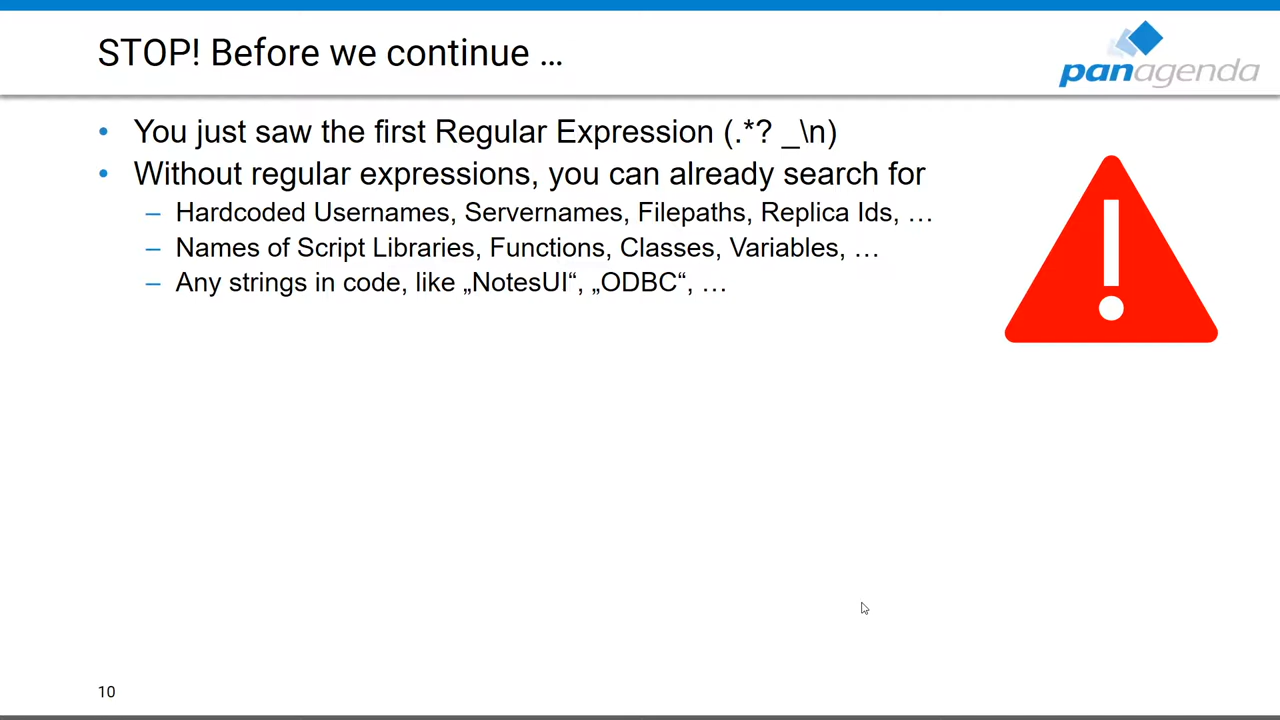 STOP! Before we continue …
panagenda
• You just saw the first Regular Expression (.*? _\n)
• Without regular expressions, you can already search for
– Hardcoded Usernames, Servernames, Filepaths, Replica Ids, …
– Names of Script Libraries, Functions, Classes, Variables, …
– Any strings in code, like „NotesUI“, „ODBC“, …
10